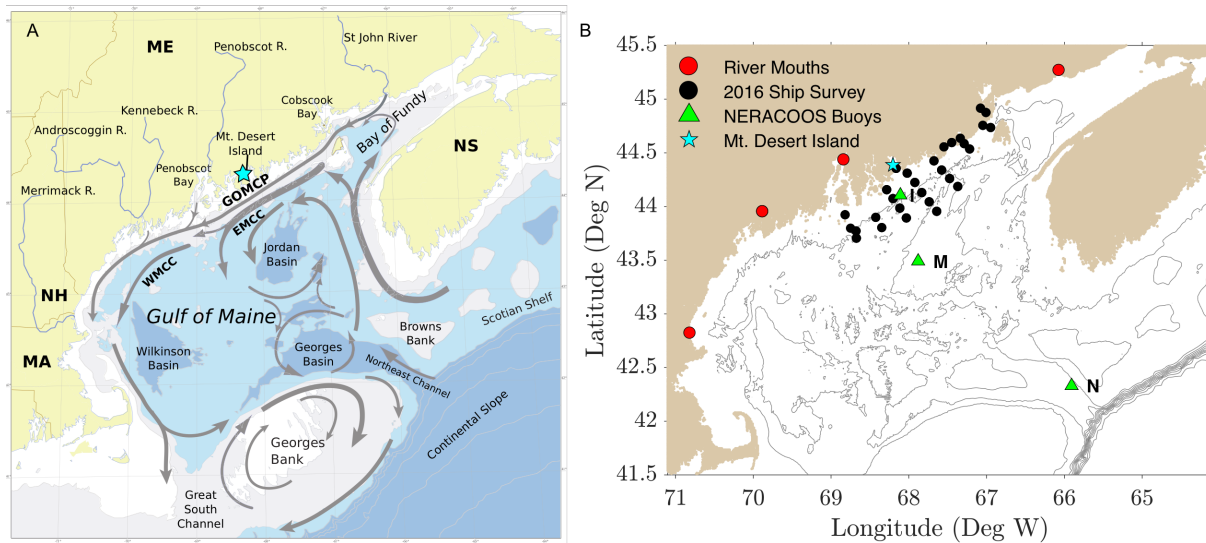 A
ME
Penobscot R.
St John River
Kennebeck R.
Cobscook
Bay
Androscoggin R.
Mt. Desert
Island
Bay of Fundy
NS
Penobscot
Bay
Merrimack R.
GOMCP
EMCC
Jordan
Basin
WMCC
NH
Gulf of Maine
Scotian Shelf
Browns
Bank
MA
Wilkinson
Basin
Georges
Basin
Northeast Channel
Continental Slope
Georges
Bank
Great
South
Channel
B
45.5
45
44.5
44
43.5
43
42.5
42
41.5
Latitude (Deg N)
River Mouths
2016 Ship Survey
NERACOOS Buoys
Mt. Desert Island
I
M
N
71
70
69
68
67
66
65
Longitude (Deg W)